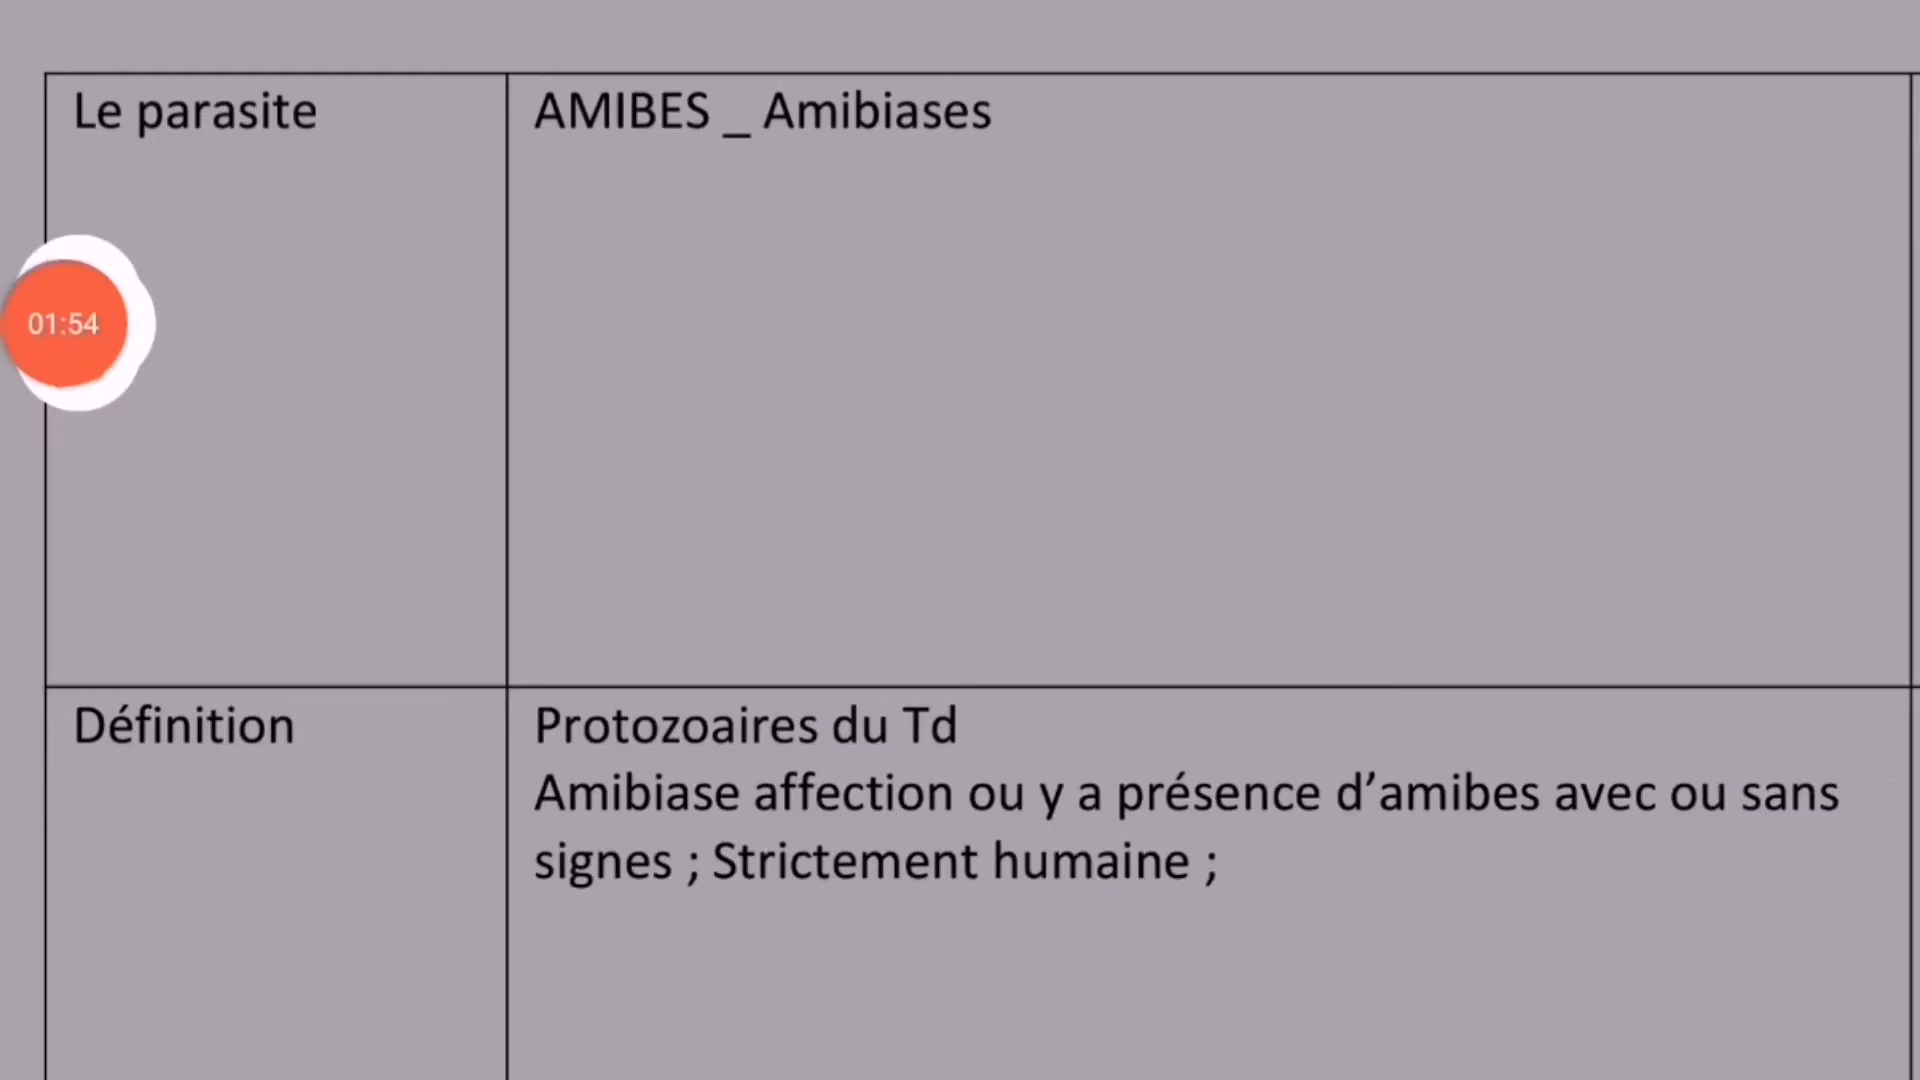 Le parasite
AMIBES _ Amibiases
01:54
Définition
Protozoaires du Td
Amibiase affection ou y a présence d’amibes avec ou sans
signes ; Strictement humaine ;